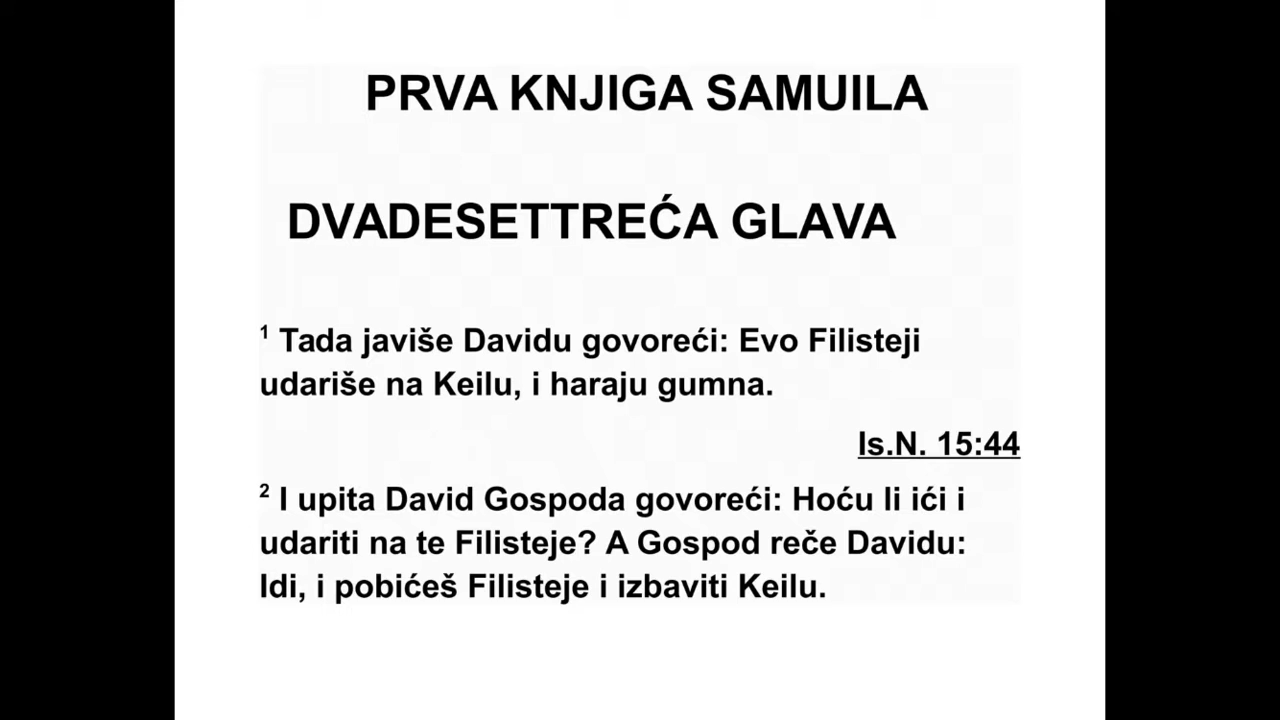 PRVA KNJIGA SAMUILA
DVADESETTREĆA GLAVA
1 Tada javiše Davidu govoreći: Evo Filisteji
udariše na Keilu, i haraju gumna.
Is.N. 15:44
2 I upita David Gospoda govoreći: Hoću li ići i
udariti na te Filisteje? A Gospod reče Davidu:
Idi, i pobićeš Filisteje i izbaviti Keilu.